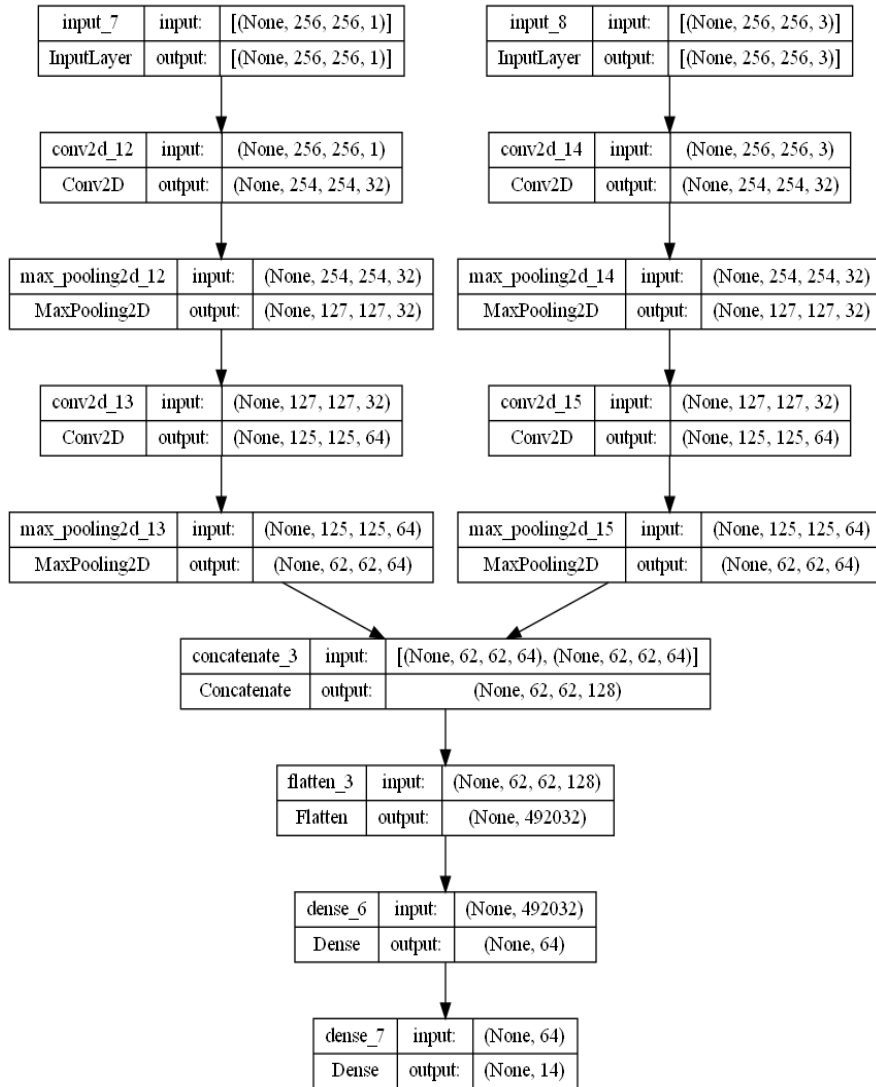 input_7 input: [(None, 256, 256, 1)]
InputLayer output: [(None, 256, 256, 1)]
input_8 input: [(None, 256, 256, 3)]
InputLayer output: [(None, 256, 256, 3)]
conv2d_12 input: (None, 256, 256, 1)
Conv2D output: (None, 254, 254, 32)
conv2d_14 input: (None, 256, 256, 3)
Conv2D output: (None, 254, 254, 32)
max_pooling2d_12 input: (None, 254, 254, 32)
MaxPooling2D output: (None, 127, 127, 32)
max_pooling2d_14 input: (None, 254, 254, 32)
MaxPooling2D output: (None, 127, 127, 32)
conv2d_13 input: (None, 127, 127, 32)
Conv2D output: (None, 125, 125, 64)
conv2d_15 input: (None, 127, 127, 32)
Conv2D output: (None, 125, 125, 64)
max_pooling2d_13 input: (None, 125, 125, 64)
MaxPooling2D output: (None, 62, 62, 64)
max_pooling2d_15 input: (None, 125, 125, 64)
MaxPooling2D output: (None, 62, 62, 64)
concatenate_3 input: [(None, 62, 62, 64), (None, 62, 62, 64)]
Concatenate output: (None, 62, 62, 128)
flatten_3 input: (None, 62, 62, 128)
Flatten output: (None, 492032)
dense_6 input: (None, 492032)
Dense output: (None, 64)
dense_7 input: (None, 64)
Dense output: (None, 14)